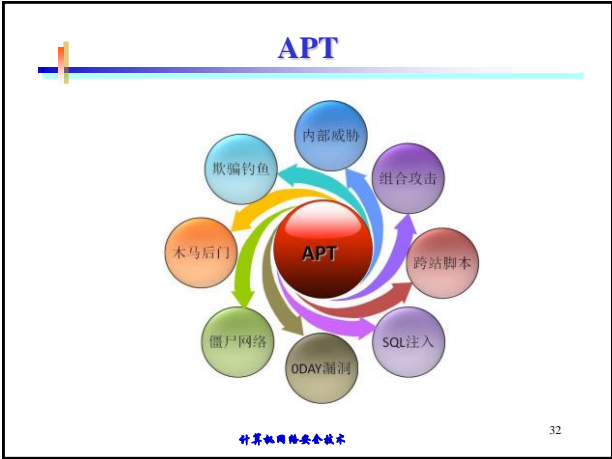 APT
内部威胁
组合攻击
跨站脚本
SQL注入
0DAY漏洞
僵尸网络
木马后门
欺骗钓鱼
APT
计算机网络安全技术
32